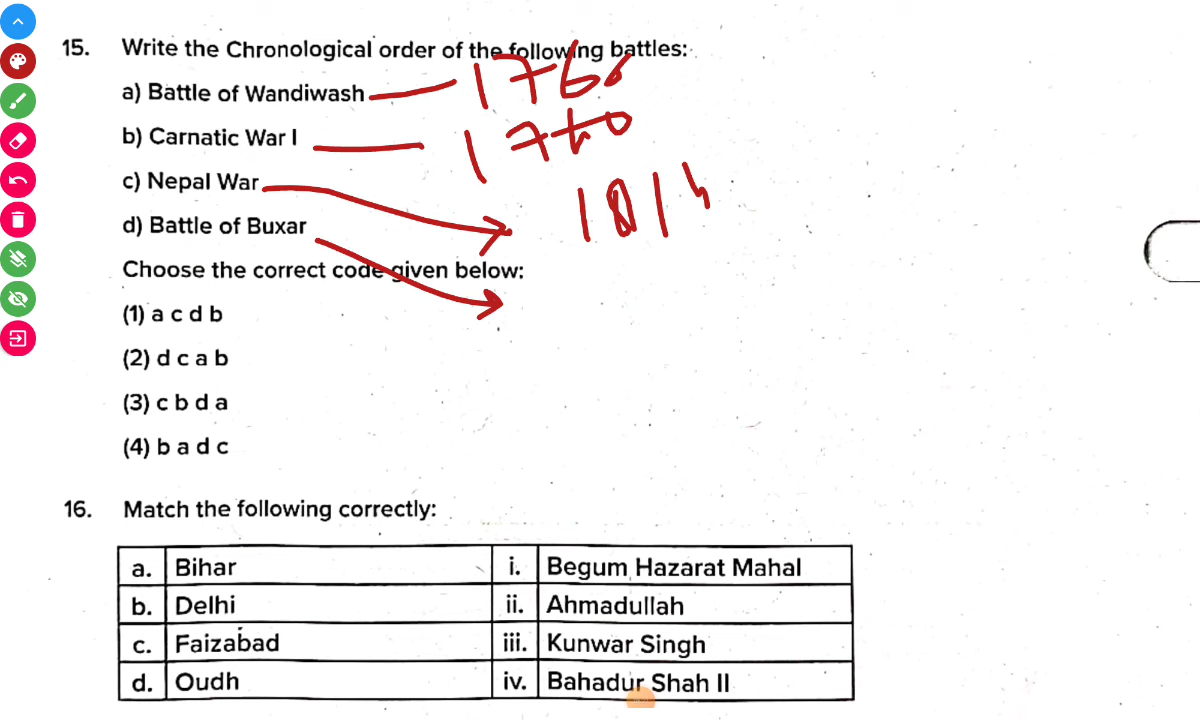 15. Write the Chronological order of the following battles:
a) Battle of Wandiwash 1760
b) Carnatic War I 1740
c) Nepal War 1814
d) Battle of Buxar
Choose the correct code given below:
(1) a c d b
(2) d c a b
(3) c b d a
(4) b a d c
16. Match the following correctly:
a. Bihar i. Begum Hazarat Mahal
b. Delhi ii. Ahmadullah
c. Faizabad iii. Kunwar Singh
d. Oudh iv. Bahadur Shah II